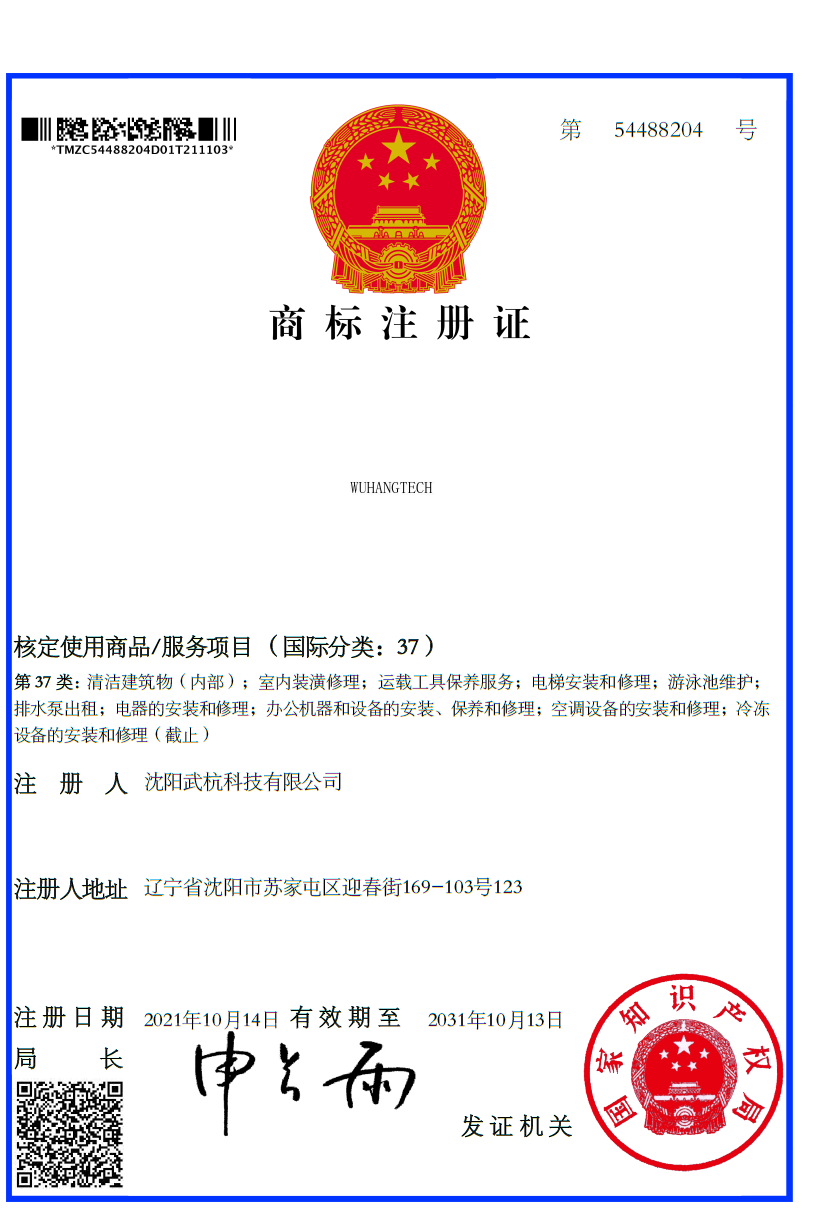 *TMZC54488204D01T211103*
第 54488204 号
商标注册证
WUHANGTECH
核定使用商品/服务项目（国际分类：37）
第 37 类：清洁建筑物（内部）；室内装潢修理；运载工具保养服务；电梯安装和修理；游泳池维护；
排水泵出租；电器的安装和修理；办公机器和设备的安装、保养和修理；空调设备的安装和修理；冷冻
设备的安装和修理（截止）
注 册 人 沈阳武杭科技有限公司
注册人地址 辽宁省沈阳市苏家屯区迎春街169-103号123
注册日期 2021年10月14日 有效期至 2031年10月13日
局 长 申长雨
发证机关
国家知识产权局